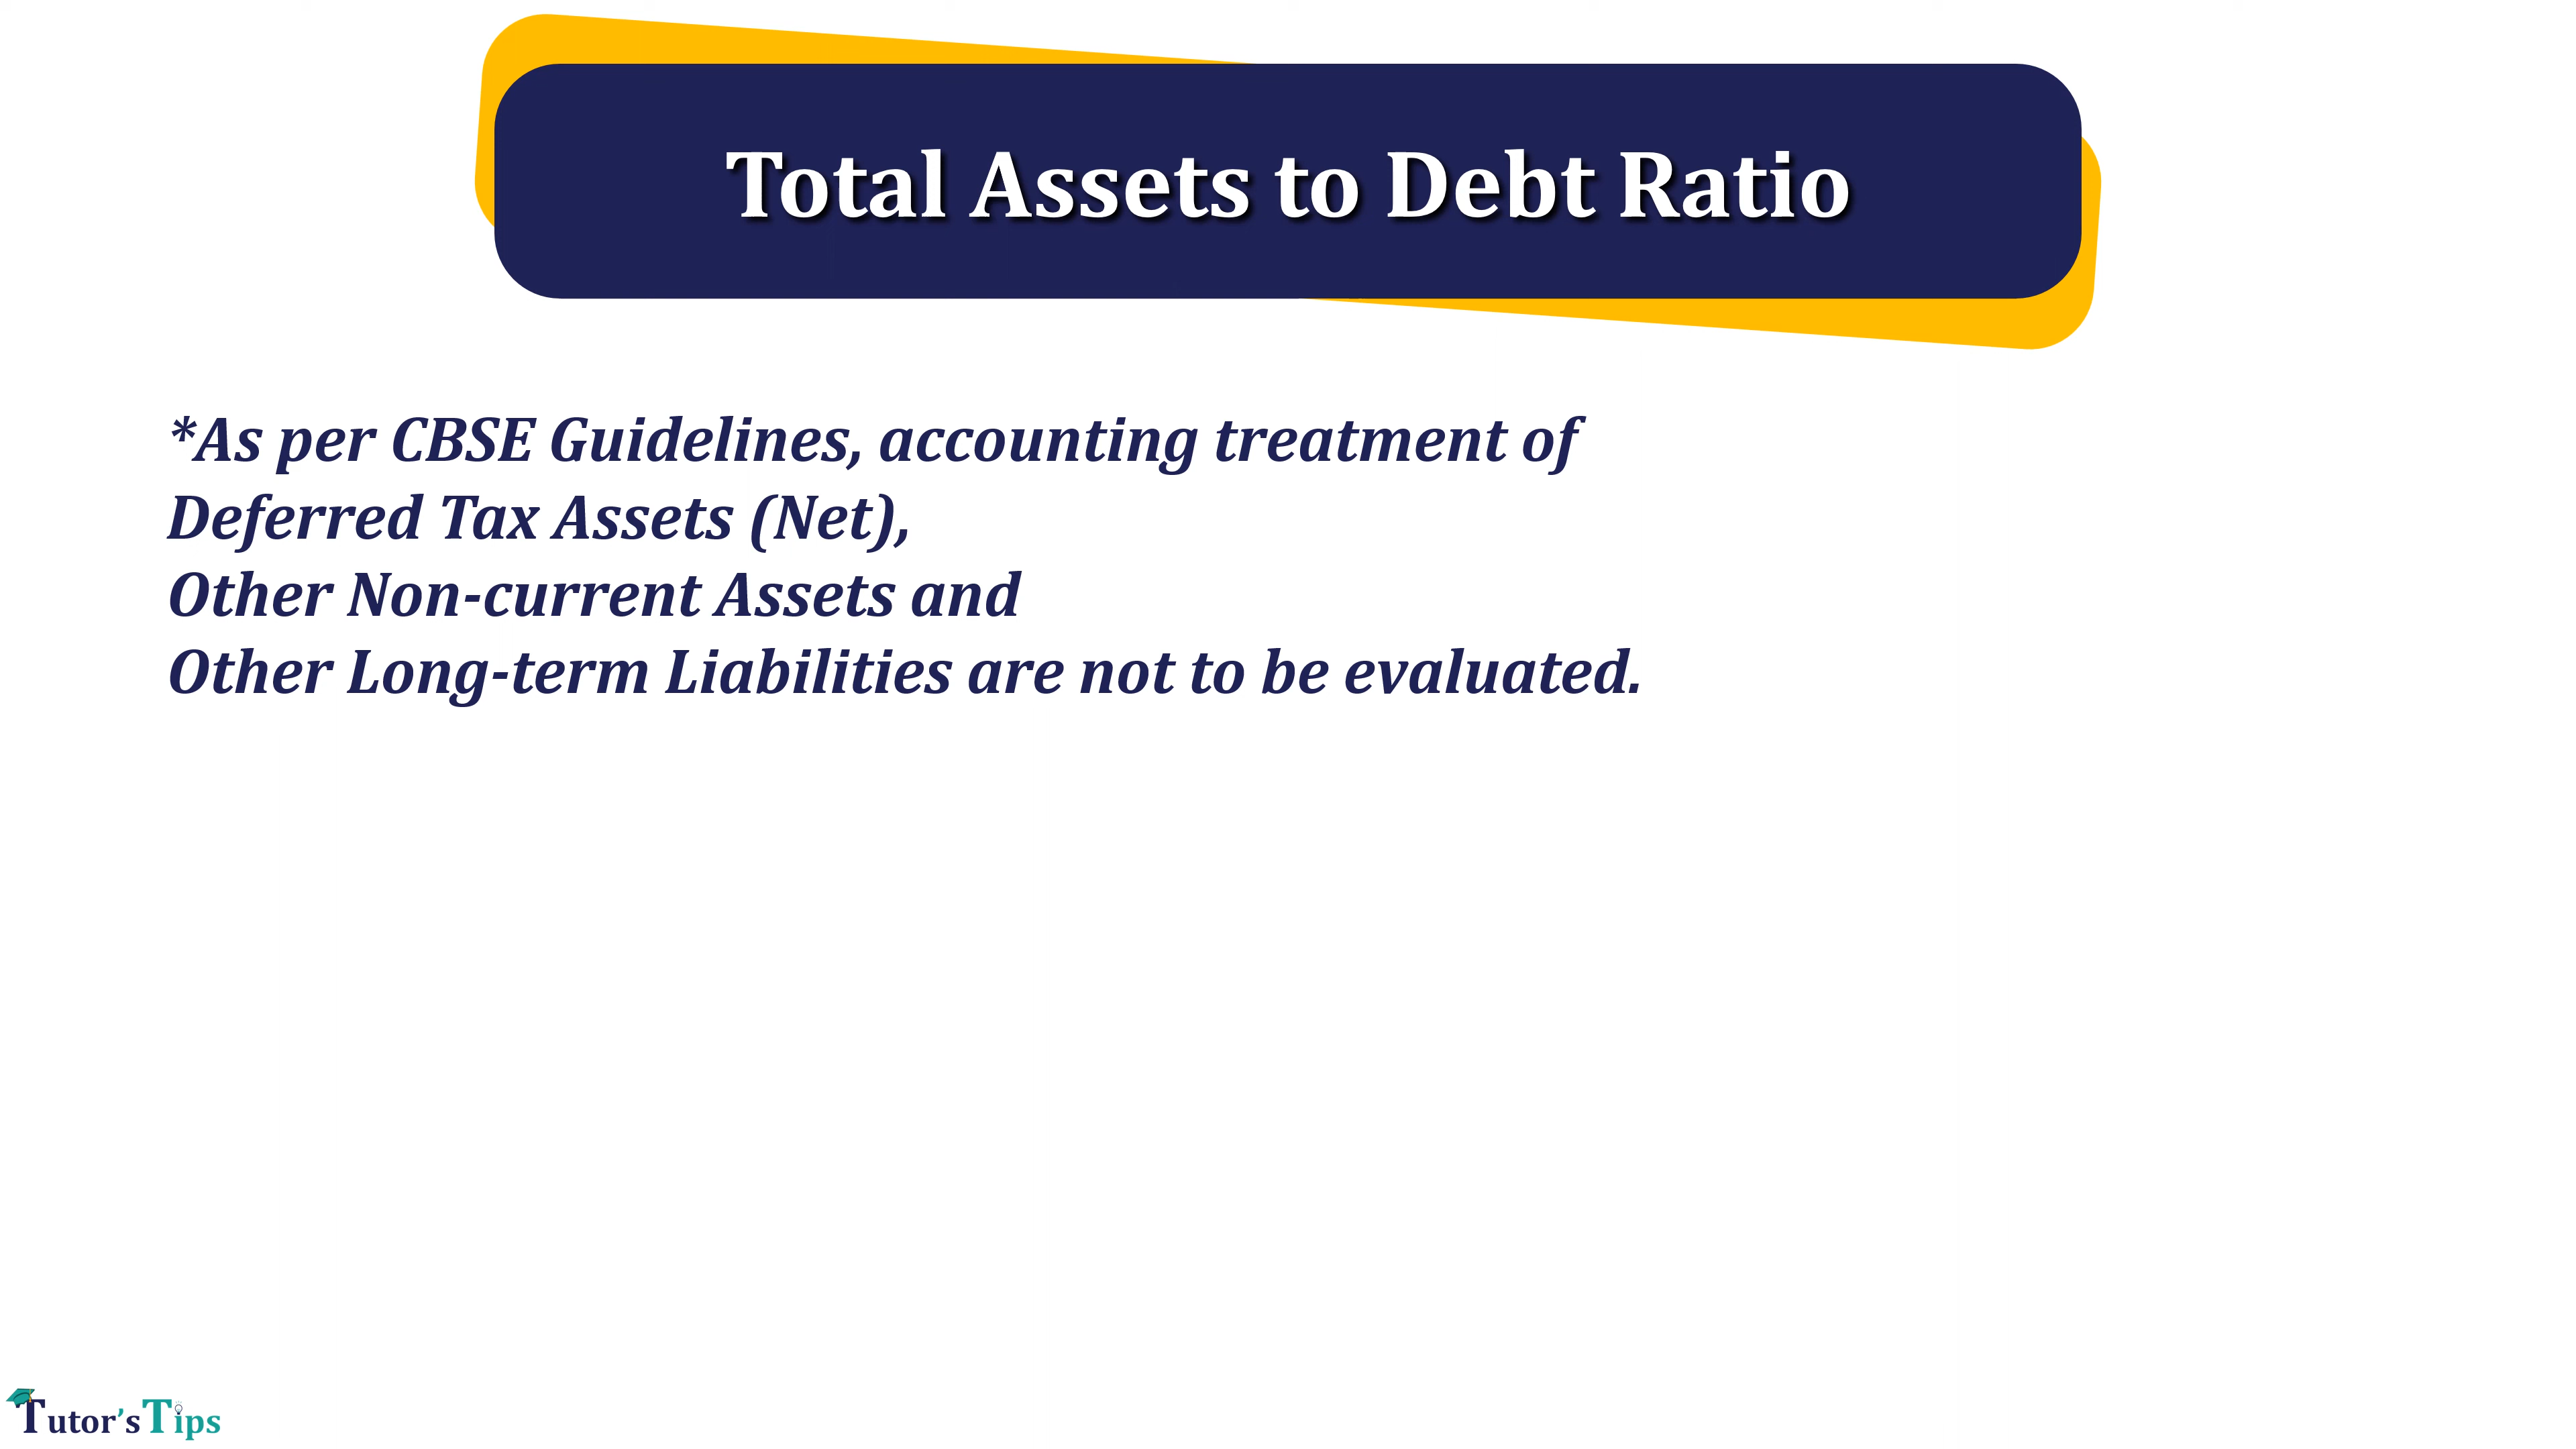 Total Assets to Debt Ratio
*As per CBSE Guidelines, accounting treatment of
Deferred Tax Assets (Net),
Other Non-current Assets and
Other Long-term Liabilities are not to be evaluated.
Tutor'sTips